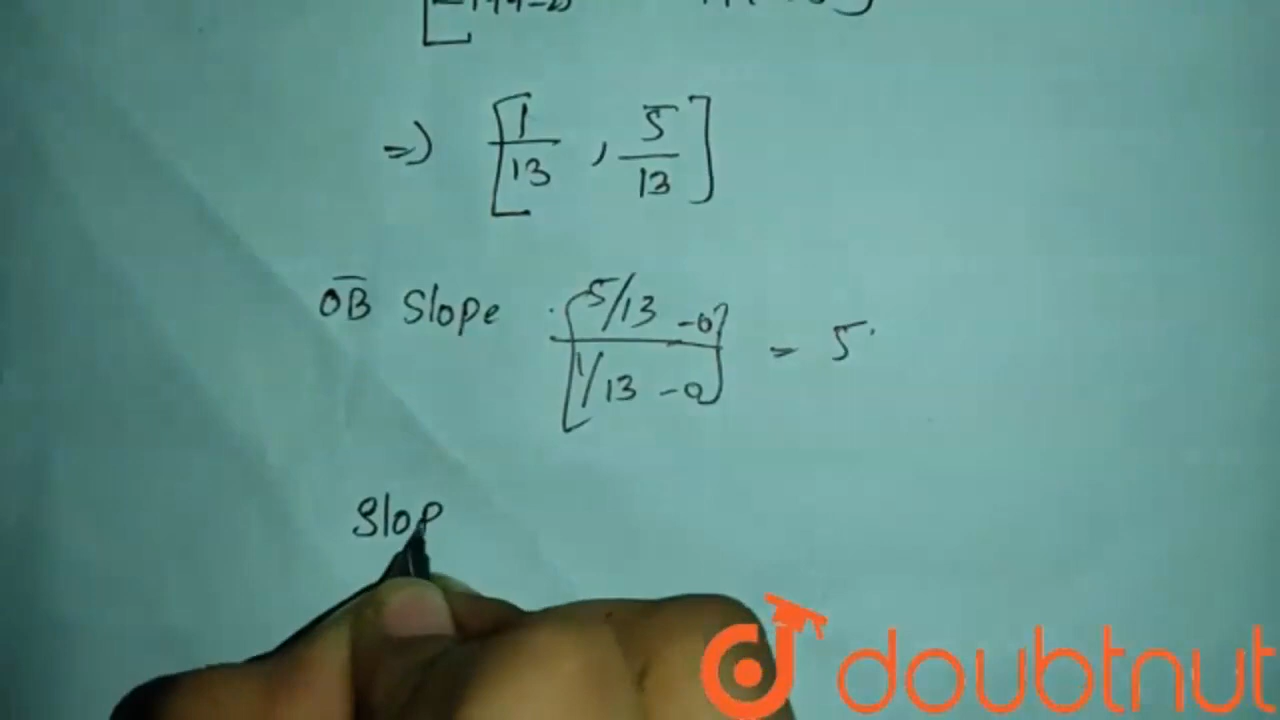 => [1/13 , 5/13]
OB Slope [5/13 -0 / 1/13 -0] = 5
Slop
doubtnut